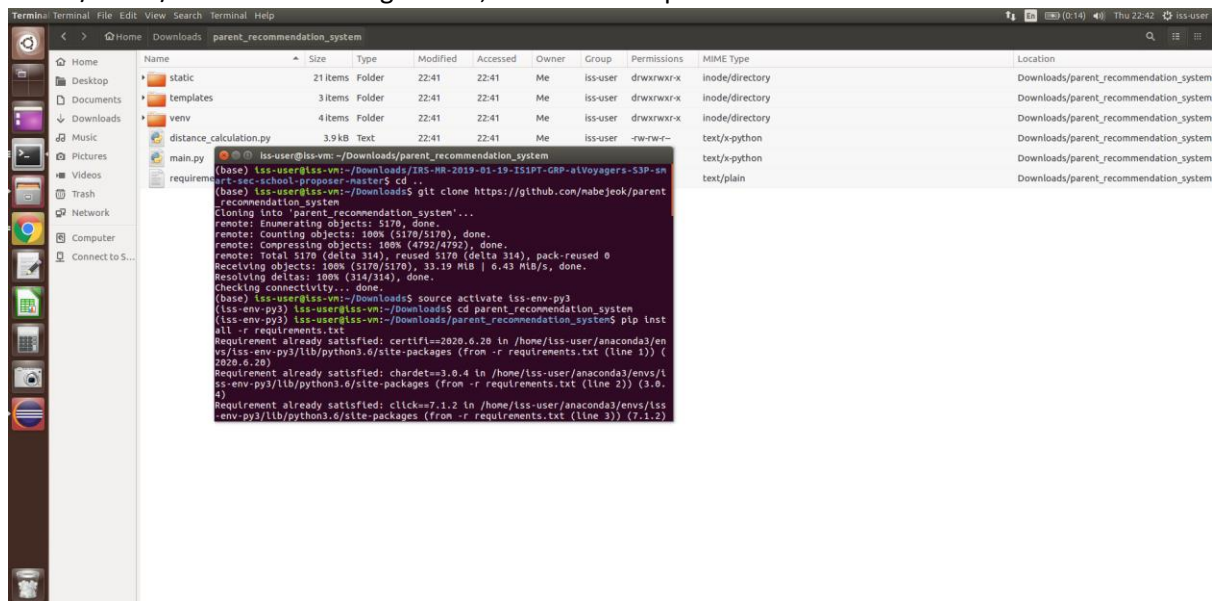 Terminal Terminal File Edit View Search Terminal Help
En (0:14) Thu 22:42 iss-user
Home Downloads parent_recommendation_system
Name Size Type Modified Accessed Owner Group Permissions MIME Type Location
Home
Desktop
Documents
Downloads
Music
Pictures
Videos
Trash
Network
Computer
Connect to S...
static 21 items Folder 22:41 22:41 Me iss-user drwxrwxr-x inode/directory Downloads/parent_recommendation_system
templates 3 items Folder 22:41 22:41 Me iss-user drwxrwxr-x inode/directory Downloads/parent_recommendation_system
venv 4 items Folder 22:41 22:41 Me iss-user drwxrwxr-x inode/directory Downloads/parent_recommendation_system
distance_calculation.py 3.9 kB Text 22:41 22:41 Me iss-user -rw-rw-r-- text/x-python Downloads/parent_recommendation_system
main.py text/x-python Downloads/parent_recommendation_system
requireme text/plain Downloads/parent_recommendation_system
iss-user@iss-vm: ~/Downloads/parent_recommendation_system
(base) iss-user@iss-vm:~/Downloads/IRS-MR-2019-01-19-IS1PT-GRP-aiVoyagers-S3P-sm
art-sec-school-proposer-master$ cd ..
(base) iss-user@iss-vm:~/Downloads$ git clone https://github.com/mabejeok/parent
_recommendation_system
Cloning into 'parent_recommendation_system'...
remote: Enumerating objects: 5170, done.
remote: Counting objects: 100% (5170/5170), done.
remote: Compressing objects: 100% (4792/4792), done.
remote: Total 5170 (delta 314), reused 5170 (delta 314), pack-reused 0
Receiving objects: 100% (5170/5170), 33.19 MiB | 6.43 MiB/s, done.
Resolving deltas: 100% (314/314), done.
Checking connectivity... done.
(base) iss-user@iss-vm:~/Downloads$ source activate iss-env-py3
(iss-env-py3) iss-user@iss-vm:~/Downloads$ cd parent_recommendation_system
(iss-env-py3) iss-user@iss-vm:~/Downloads/parent_recommendation_system$ pip inst
all -r requirements.txt
Requirement already satisfied: certifi==2020.6.20 in /home/iss-user/anaconda3/en
vs/iss-env-py3/lib/python3.6/site-packages (from -r requirements.txt (line 1)) (
2020.6.20)
Requirement already satisfied: chardet==3.0.4 in /home/iss-user/anaconda3/envs/i
ss-env-py3/lib/python3.6/site-packages (from -r requirements.txt (line 2)) (3.0.
4)
Requirement already satisfied: click==7.1.2 in /home/iss-user/anaconda3/envs/iss
-env-py3/lib/python3.6/site-packages (from -r requirements.txt (line 3)) (7.1.2)